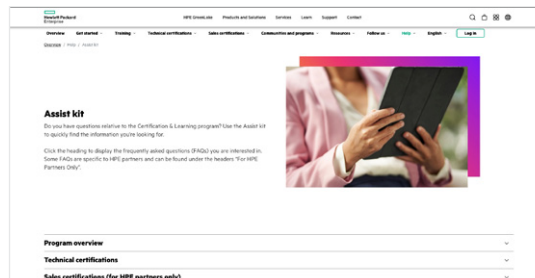 Hewlett Packard
Enterprise
HPE GreenLake Products and Solutions Services Learn Support Contact
Overview Get started Training Technical certifications Sales certifications Communities and programs Resources Follow us Help English Log in
Overview / FAQs / Assist kit
Assist kit
Do you have questions relative to the Certification & Learning program? Use the Assist kit
to quickly find the information you're looking for.
Click the heading to display the frequently asked questions (FAQs) you are interested in.
Some FAQs are specific to HPE partners and can be found under the headers "For HPE
Partners Only".
Program overview
Technical certifications
Sales certifications (for HPE partners only)